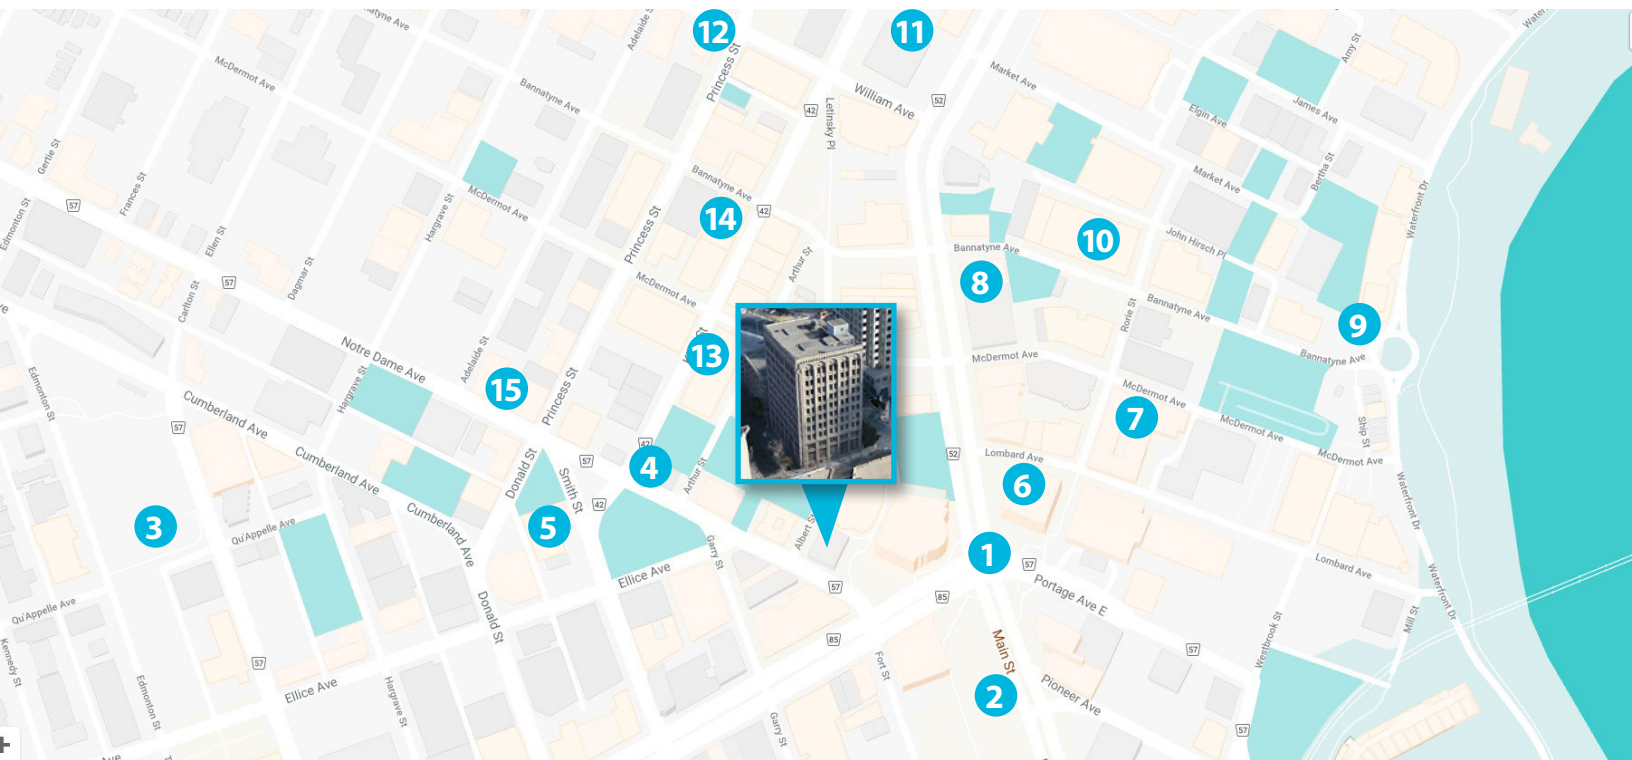 Bannatyne Ave
Adelaide S
12
11
Princess St
McDermot Ave
Bannatyne Ave
42
Letinsky Pl
William Ave
52
Market Ave
Amy St
James Ave
Elgin Ave
Water
Gertie St
57
Frances St
Hargrave St
McDermot Ave
Bannatyne Ave
14
42
Princess St
Market Ave
Bertha St
Waterfront Dr
Edmonton St
Ellen St
Bannatyne Ave
10
John Hirsch Pl
57
Dagmar St
Carlton St
McDermot Ave
Arthur St
8
Bannatyne Ave
Rorie St
9
Bannatyne Ave
Notre Dame Ave
Adelaide St
13
St
McDermot Ave
Edmonton St
Hargrave St
15
Princess St
McDermot Ave
7
McDermot Ave
Ship St
57
Cumberland Ave
42
4
52
Lombard Ave
McDermot Ave
Cumberland Ave
Donald St
57
Smith St
Arthur St
6
Waterfront Dr
3
Qu'Appelle Ave
Cumberland Ave
5
42
Albert S
Garry St
1
57
Lombard Ave
Ellice Ave
57
85
Portage Ave E
Waterfront Dr
Qu'Appelle Ave
Donald St
85
Main St
Westbrook St
Mill St
Kennedy St
57
57
Fort St
Ellice Ave
Edmonton St
Hargrave St
2
Pioneer Ave
Garry St
57
+
Ave